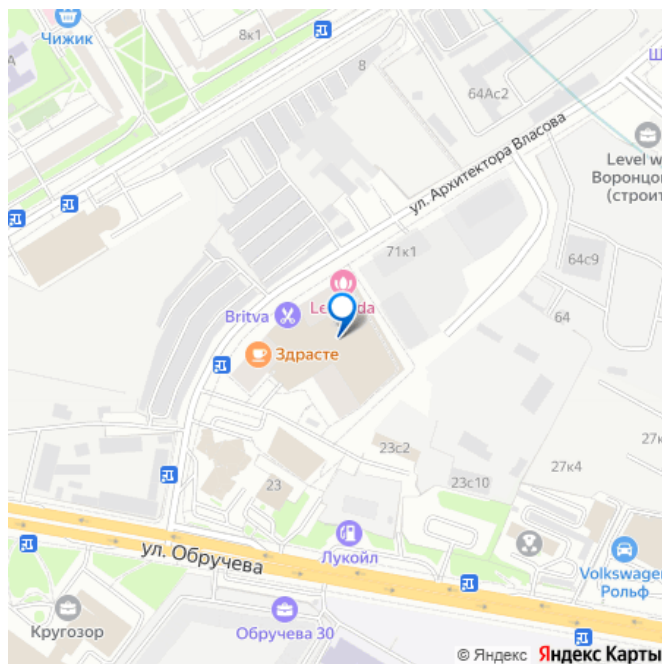 Чижик
8к1
8
64Ас2
Ш
ул. Архитектора Власова
Level w
Воронцо
(строит
71к1
64с9
Britva
64
Здрасте
23с2
27к
23с10
27к4
23
Лукойл
ул. Обручева
Volkswagen
Рольф
Кругозор
Обручева 30
© Яндекс Яндекс Карты